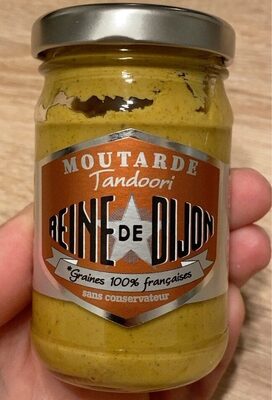 MOUTARDE
Tandoori
REINE DE DIJON
*Graines 100% françaises
sans conservateur